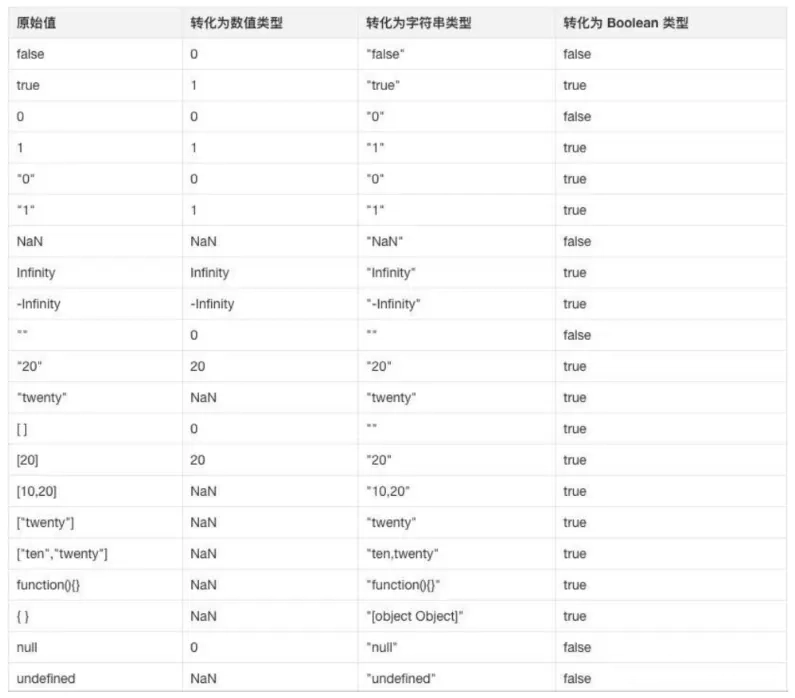 原始值 转化为数值类型 转化为字符串类型 转化为 Boolean 类型
false 0 "false" false
true 1 "true" true
0 0 "0" false
1 1 "1" true
"0" 0 "0" true
"1" 1 "1" true
NaN NaN "NaN" false
Infinity Infinity "Infinity" true
-Infinity -Infinity "-Infinity" true
"" 0 "" false
"20" 20 "20" true
"twenty" NaN "twenty" true
[ ] 0 "" true
[20] 20 "20" true
[10,20] NaN "10,20" true
["twenty"] NaN "twenty" true
["ten","twenty"] NaN "ten,twenty" true
function(){} NaN "function(){}" true
{ } NaN "[object Object]" true
null 0 "null" false
undefined NaN "undefined" false